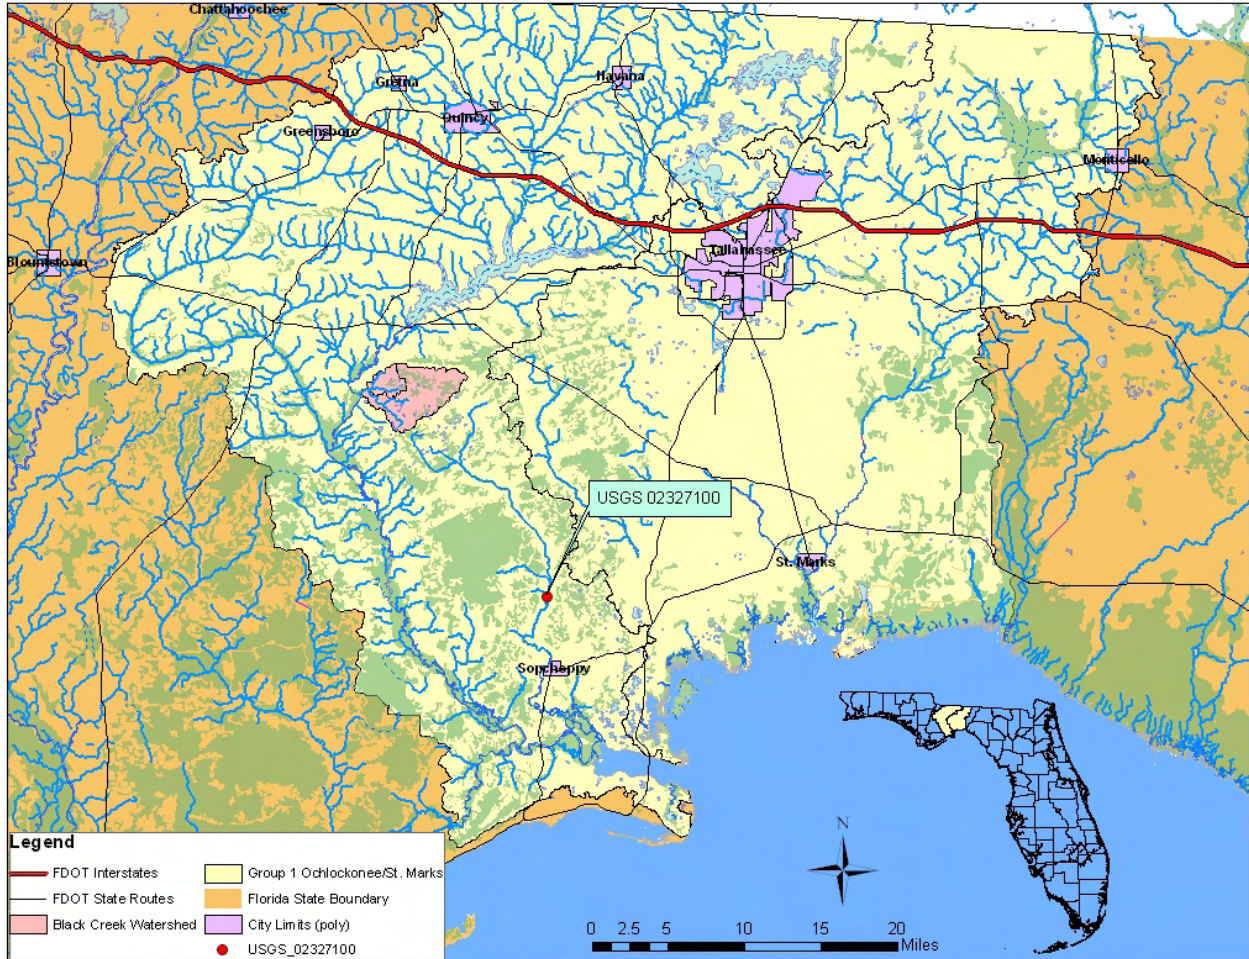 Chattahoochee
Gretna
Havana
Quincy
Greensboro
Monticello
Tallahassee
Blountstown
USGS 02327100
St. Marks
Sopchoppy
Legend
FDOT Interstates
FDOT State Routes
Black Creek Watershed
Group 1 Ochlockonee/St. Marks
Florida State Boundary
City Limits (poly)
USGS_02327100
N
0 2.5 5 10 15 20
Miles